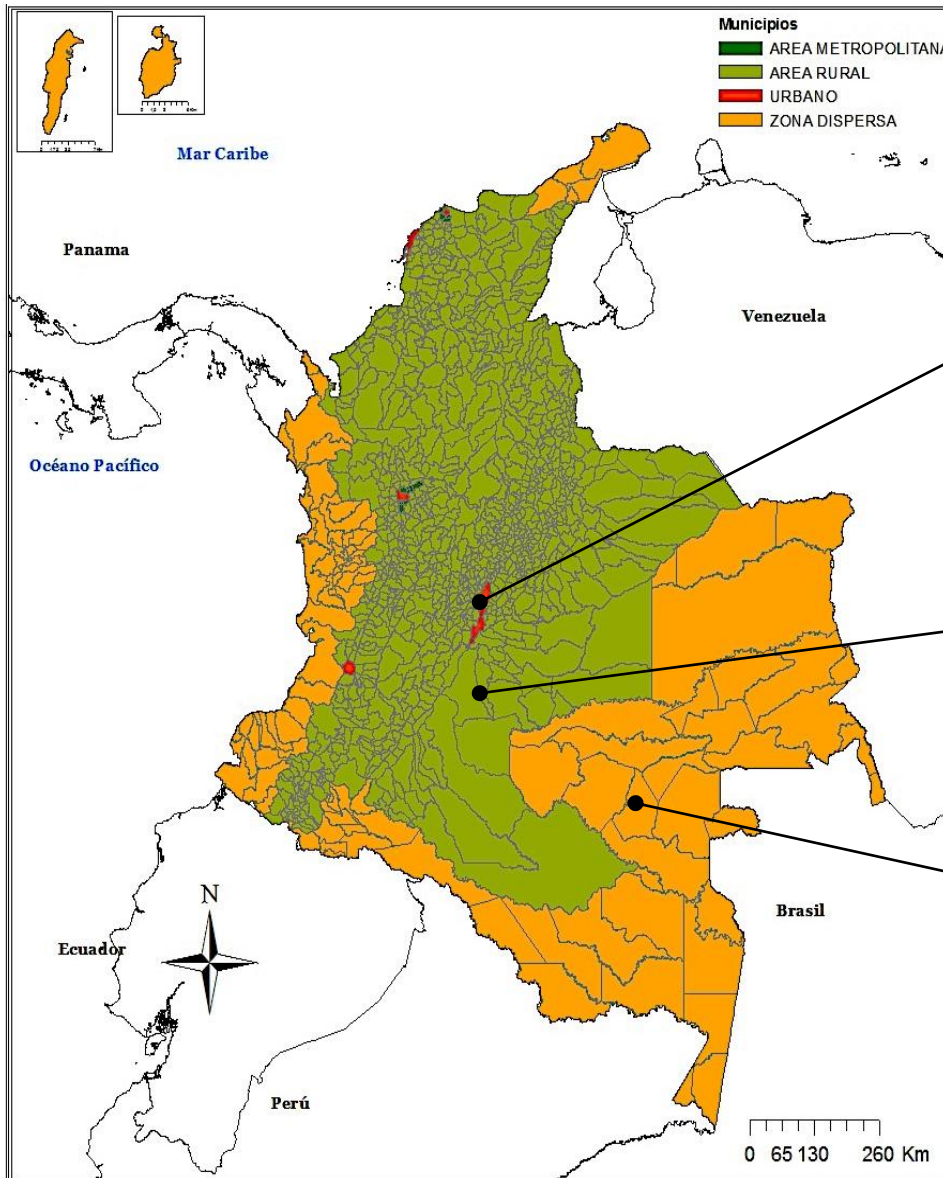 Municipios
AREA METROPOLITANA
AREA RURAL
URBANO
ZONA DISPERSA
Mar Caribe
Panama
Venezuela
Océano Pacífico
N
Ecuador
Brasil
Perú
0 65 130 260 Km